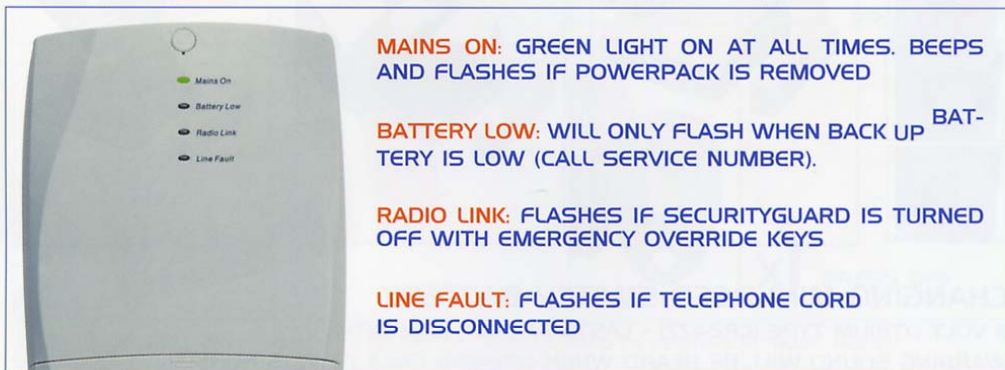 Mains On
Battery Low
Radio Link
Line Fault
MAINS ON: GREEN LIGHT ON AT ALL TIMES. BEEPS
AND FLASHES IF POWERPACK IS REMOVED
BATTERY LOW: WILL ONLY FLASH WHEN BACK UP BAT-
TERY IS LOW (CALL SERVICE NUMBER).
RADIO LINK: FLASHES IF SECURITYGUARD IS TURNED
OFF WITH EMERGENCY OVERRIDE KEYS
LINE FAULT: FLASHES IF TELEPHONE CORD
IS DISCONNECTED